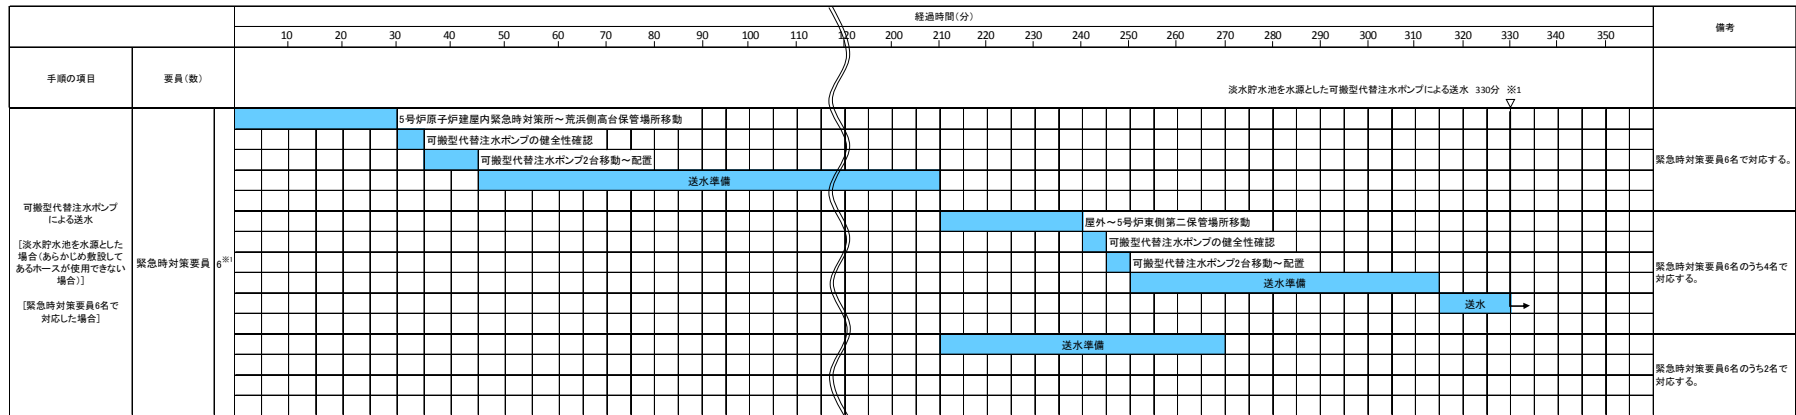 経過時間(分)
備考
10 20 30 40 50 60 70 80 90 100 110 120 200 210 220 230 240 250 260 270 280 290 300 310 320 330 340 350
手順の項目
要員(数)
淡水貯水池を水源とした可搬型代替注水ポンプによる送水 330分 ※1
▽
5号炉原子炉建屋内緊急時対策所~荒浜側高台保管場所移動
可搬型代替注水ポンプの健全性確認
可搬型代替注水ポンプ2台移動~配置
送水準備
緊急時対策要員6名で対応する。
可搬型代替注水ポンプ
による送水
[淡水貯水池を水源とした
場合(あらかじめ敷設して
あるホースが使用できない
場合)]
[緊急時対策要員6名で
対応した場合]
緊急時対策要員
6※1
屋外~5号炉東側第二保管場所移動
可搬型代替注水ポンプの健全性確認
可搬型代替注水ポンプ2台移動~配置
送水準備
送水
緊急時対策要員6名のうち4名で
対応する。
送水準備
緊急時対策要員6名のうち2名で
対応する。